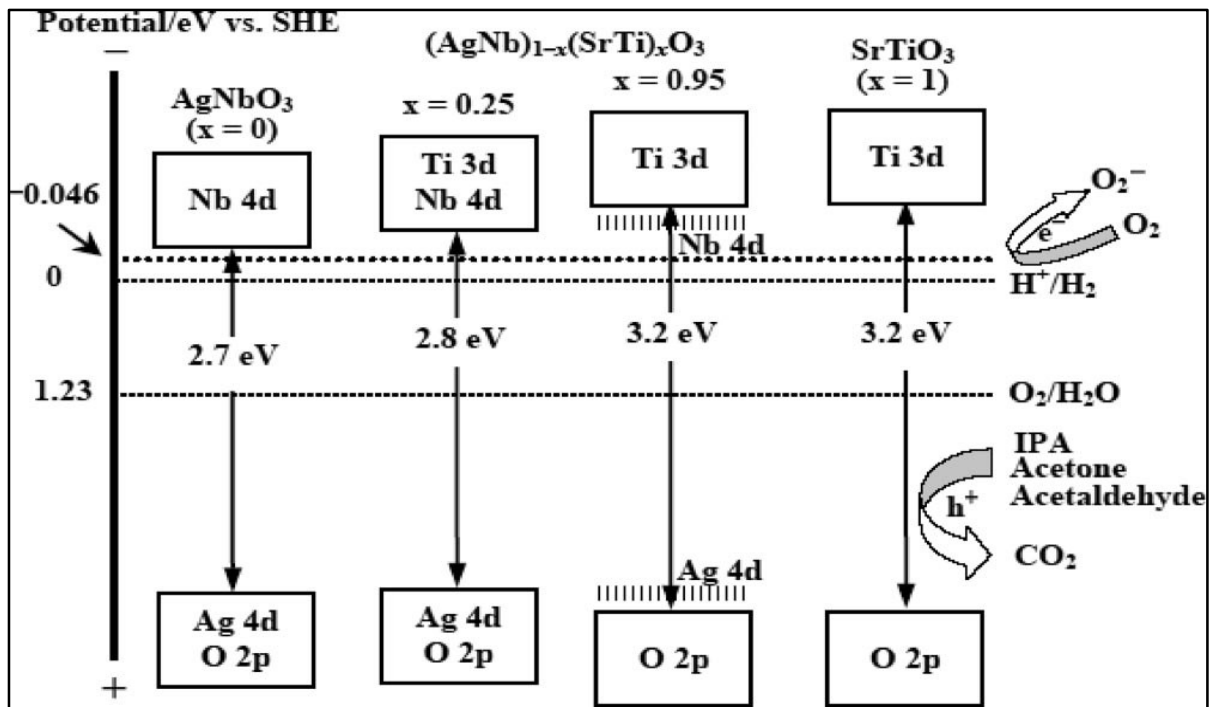 Potential/eV vs. SHE
−
(AgNb)₁₋ₓ(SrTi)ₓO₃
AgNbO₃
(x = 0)
x = 0.25
x = 0.95
SrTiO₃
(x = 1)
Nb 4d
Ti 3d
Nb 4d
Ti 3d
Ti 3d
−0.046
Nb 4d
O₂⁻
e⁻
O₂
0
H⁺/H₂
2.7 eV
2.8 eV
3.2 eV
3.2 eV
1.23
O₂/H₂O
IPA
Acetone
Acetaldehyde
h⁺
CO₂
Ag 4d
Ag 4d
O 2p
Ag 4d
O 2p
O 2p
O 2p
+